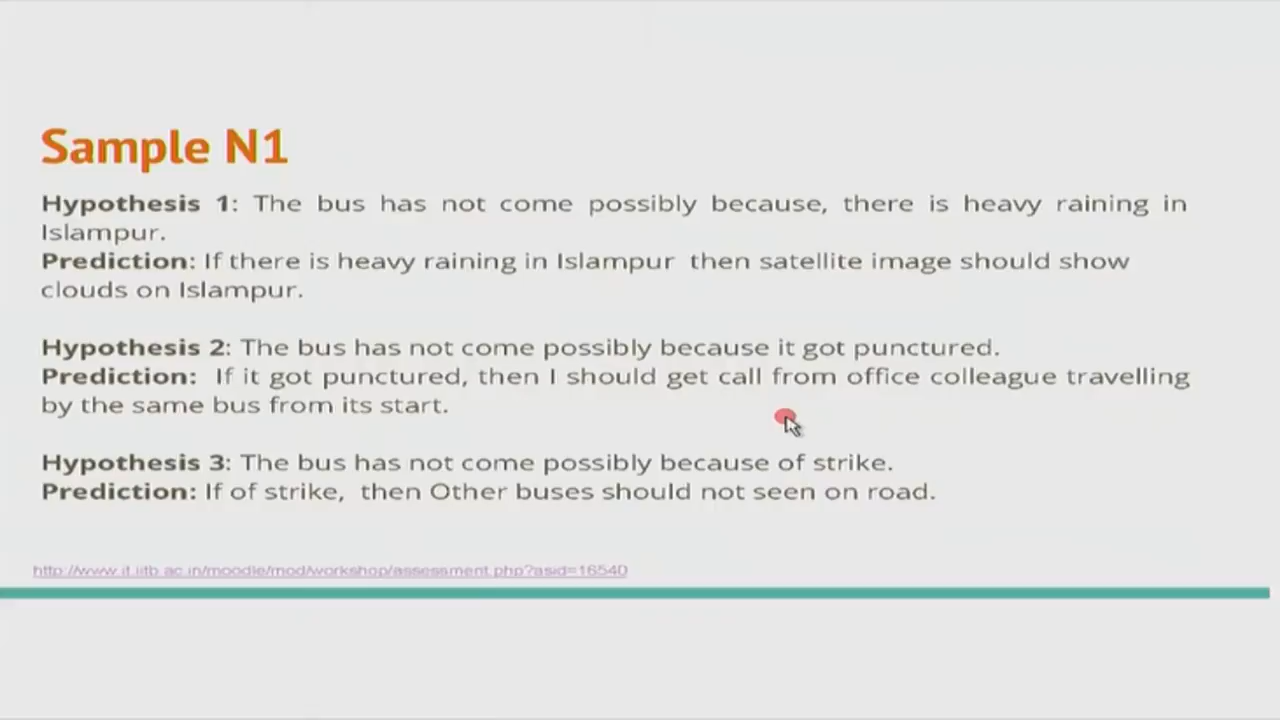 Sample N1
Hypothesis 1: The bus has not come possibly because, there is heavy raining in
Islampur.
Prediction: If there is heavy raining in Islampur then satellite image should show
clouds on Islampur.
Hypothesis 2: The bus has not come possibly because it got punctured.
Prediction: If it got punctured, then I should get call from office colleague travelling
by the same bus from its start.
Hypothesis 3: The bus has not come possibly because of strike.
Prediction: If of strike, then Other buses should not seen on road.
http://www.it.iitb.ac.in/moodle/mod/workshop/assessment.php?asid=16540